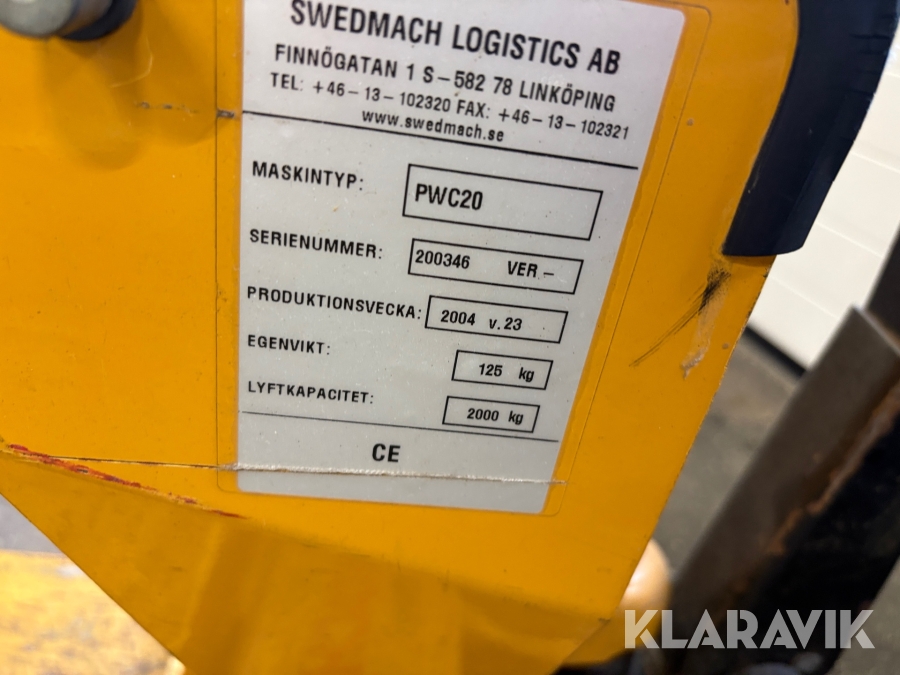 SWEDMACH LOGISTICS AB
FINNÖGATAN 1 S-582 78 LINKÖPING
TEL: +46-13-102320 FAX: +46-13-102321
www.swedmach.se
MASKINTYP: PWC20
SERIENUMMER: 200346 VER-
PRODUKTIONSVECKA: 2004 v.23
EGENVIKT: 125 kg
LYFTKAPACITET: 2000 kg
CE
KLARAVIK